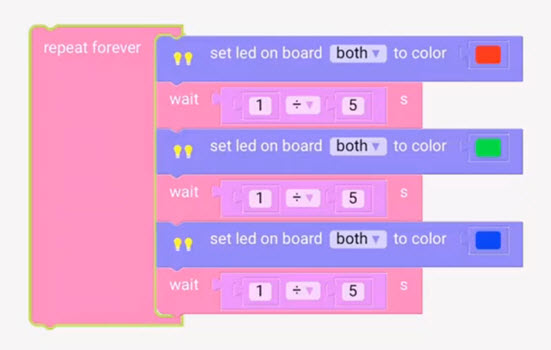 repeat forever
set led on board both to color
wait 1 ÷ 5 s
set led on board both to color
wait 1 ÷ 5 s
set led on board both to color
wait 1 ÷ 5 s